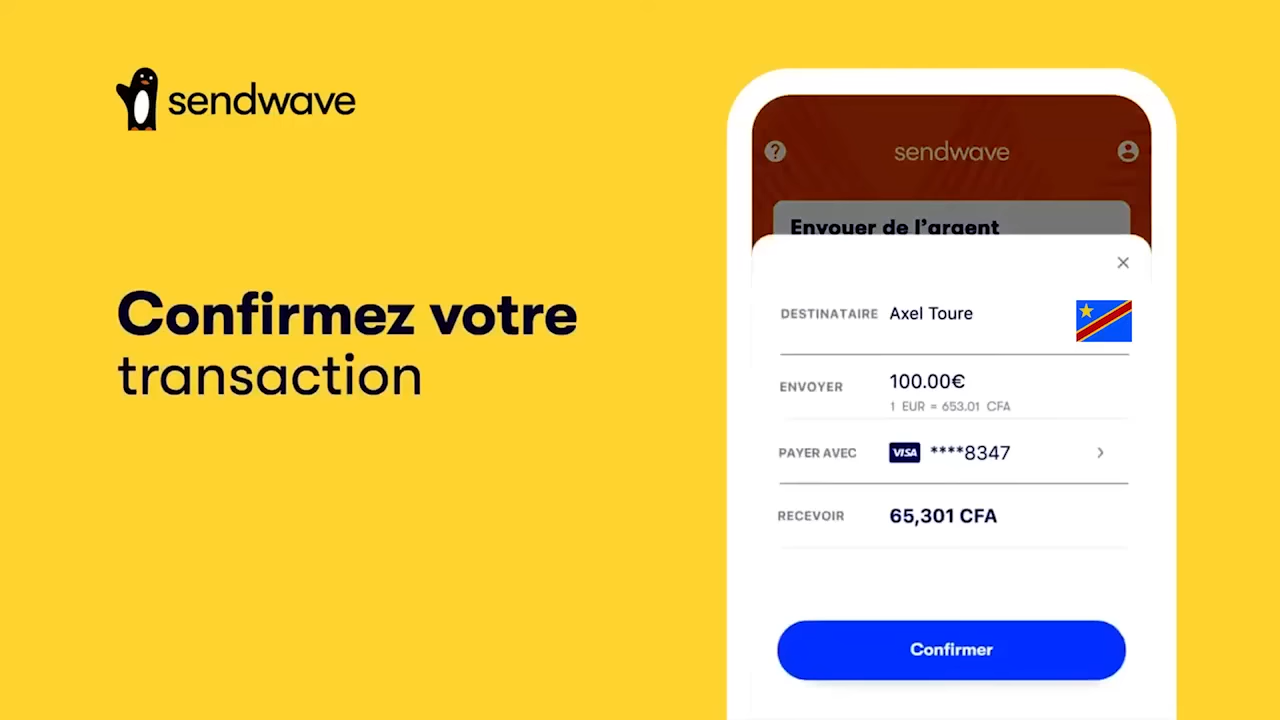 sendwave
Confirmez votre
transaction
?
sendwave
Envoyer de l'argent
DESTINATAIRE Axel Toure
ENVOYER 100.00€
1 EUR = 653.01 CFA
PAYER AVEC VISA ****8347
RECEVOIR 65,301 CFA
Confirmer